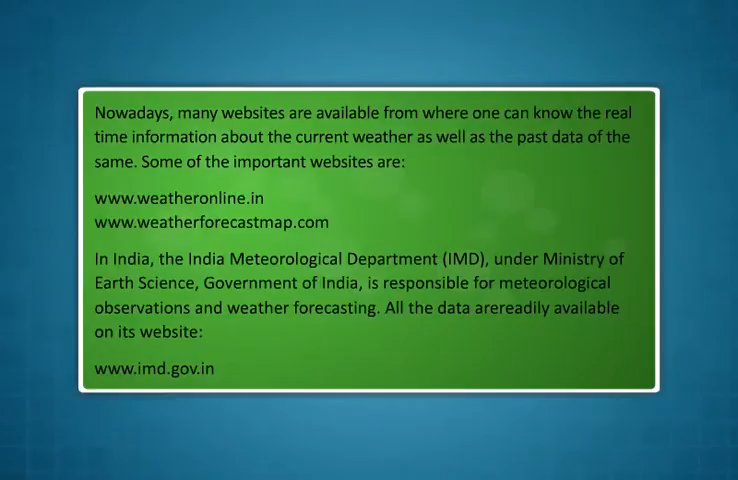 Nowadays, many websites are available from where one can know the real
time information about the current weather as well as the past data of the
same. Some of the important websites are:
www.weatheronline.in
www.weatherforecastmap.com
In India, the India Meteorological Department (IMD), under Ministry of
Earth Science, Government of India, is responsible for meteorological
observations and weather forecasting. All the data arereadily available
on its website:
www.imd.gov.in